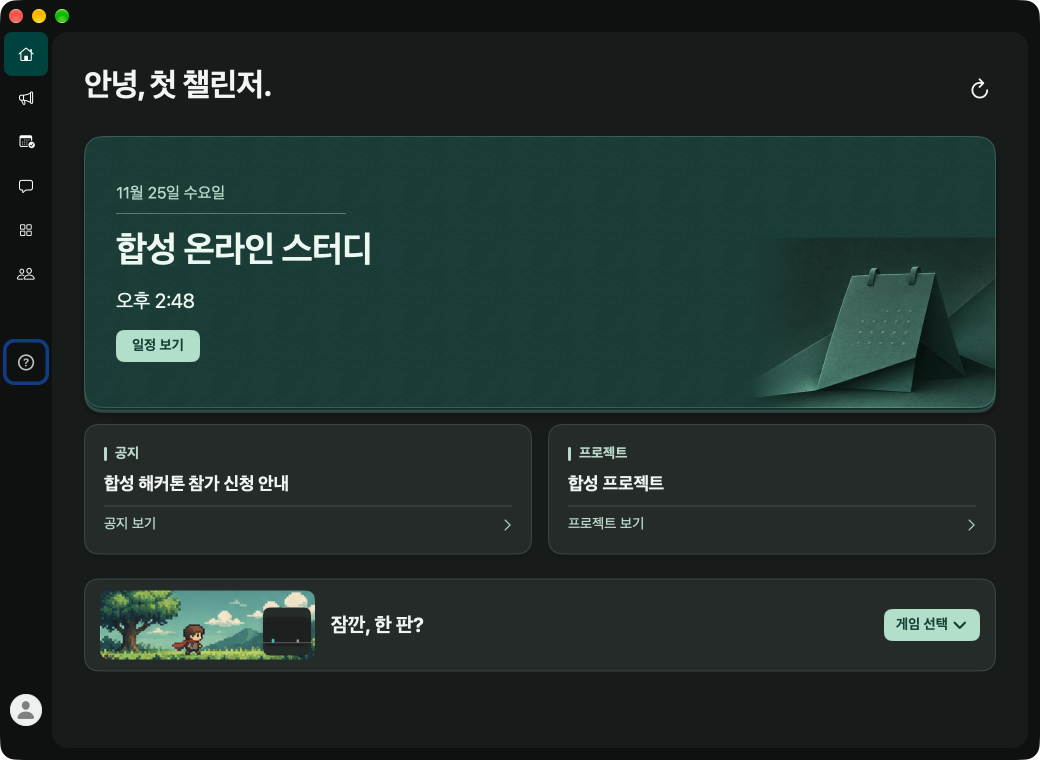 안녕, 첫 챌린저.
11월 25일 수요일
합성 온라인 스터디
오후 2:48
일정 보기
공지
합성 해커톤 참가 신청 안내
공지 보기
프로젝트
합성 프로젝트
프로젝트 보기
잠깐, 한 판?
게임 선택